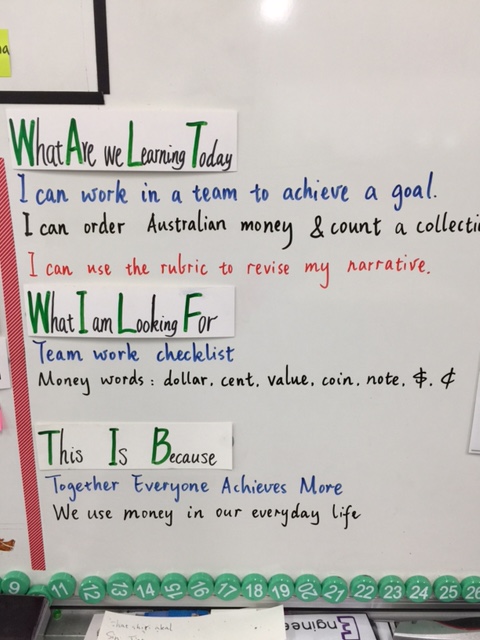 What Are we Learning Today
I can work in a team to achieve a goal.
I can order Australian money & count a
I can use the rubric to revise my narrative.
What I am Looking For
Team work checklist
Money words : dollar, cent, value, coin, note, $, ¢
This Is Because
Together Everyone Achieves More
We use money in our everyday life
9 11 12 13 14 15 16 17 18 19 20 21 22 23 24 25 26